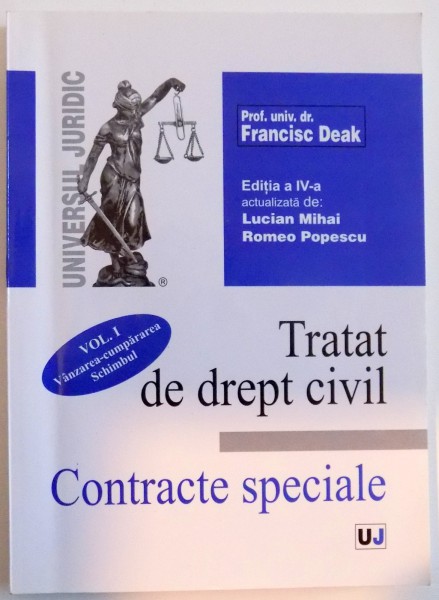 UNIVERSUL JURIDIC
®
Prof. univ. dr.
Francisc Deak
Ediția a IV-a
actualizată de:
Lucian Mihai
Romeo Popescu
VOL. I
Vânzarea-cumpărarea
Schimbul
Tratat
de drept civil
Contracte speciale
UJ